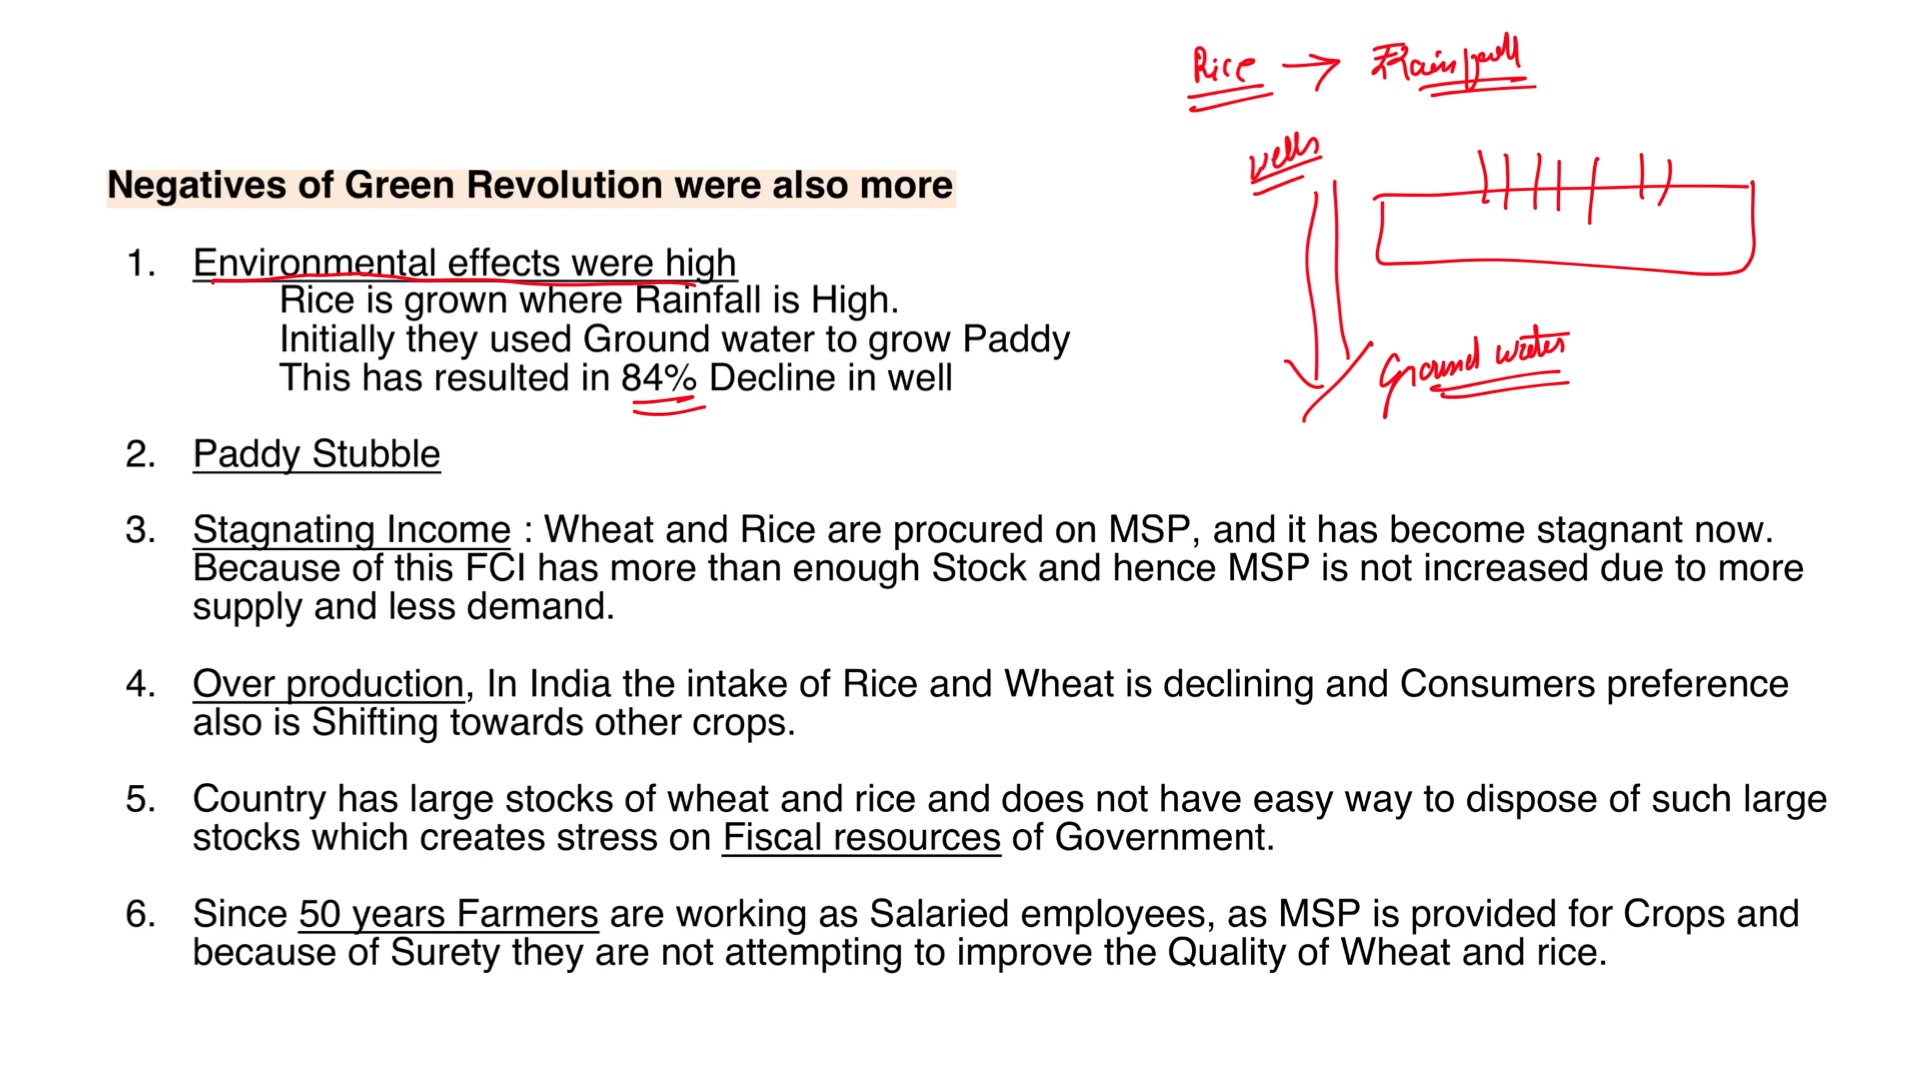 Rice → Rainfall
wells
Negatives of Green Revolution were also more
1. Environmental effects were high
Rice is grown where Rainfall is High.
Initially they used Ground water to grow Paddy
Ground water
This has resulted in 84% Decline in well
2. Paddy Stubble
3. Stagnating Income : Wheat and Rice are procured on MSP, and it has become stagnant now.
Because of this FCI has more than enough Stock and hence MSP is not increased due to more
supply and less demand.
4. Over production, In India the intake of Rice and Wheat is declining and Consumers preference
also is Shifting towards other crops.
5. Country has large stocks of wheat and rice and does not have easy way to dispose of such large
stocks which creates stress on Fiscal resources of Government.
6. Since 50 years Farmers are working as Salaried employees, as MSP is provided for Crops and
because of Surety they are not attempting to improve the Quality of Wheat and rice.